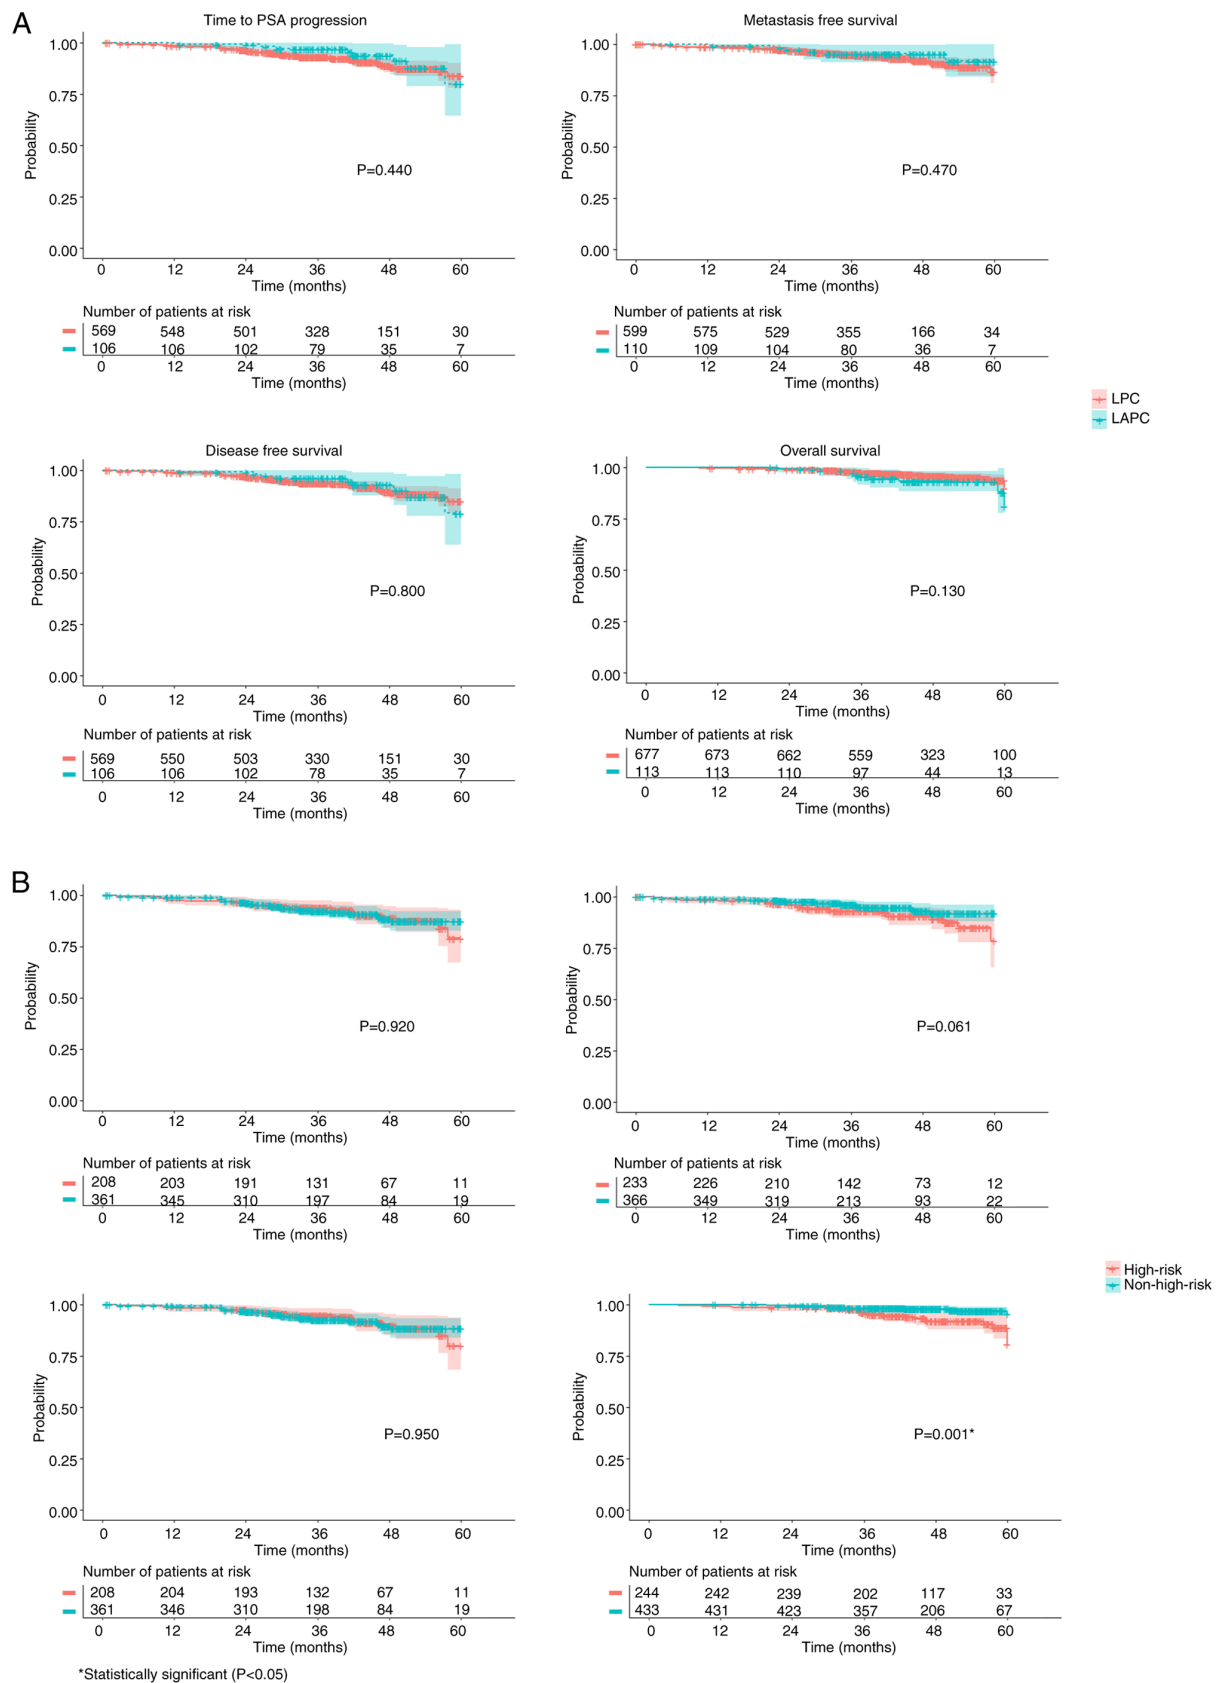 A
Time to PSA progression
1.00
0.75
0.50
0.25
0.00
Probability
P=0.440
0 12 24 36 48 60
Time (months)
Number of patients at risk
569 548 501 328 151 30
106 106 102 79 35 7
0 12 24 36 48 60
Time (months)
Metastasis free survival
1.00
0.75
0.50
0.25
0.00
Probability
P=0.470
0 12 24 36 48 60
Time (months)
Number of patients at risk
599 575 529 355 166 34
110 109 104 80 36 7
0 12 24 36 48 60
Time (months)
LPC
LAPC
Disease free survival
1.00
0.75
0.50
0.25
0.00
Probability
P=0.800
0 12 24 36 48 60
Time (months)
Number of patients at risk
569 550 503 330 151 30
106 106 102 78 35 7
0 12 24 36 48 60
Time (months)
Overall survival
1.00
0.75
0.50
0.25
0.00
Probability
P=0.130
0 12 24 36 48 60
Time (months)
Number of patients at risk
677 673 662 559 323 100
113 113 110 97 44 13
0 12 24 36 48 60
Time (months)
B
1.00
0.75
0.50
0.25
0.00
Probability
P=0.920
0 12 24 36 48 60
Time (months)
Number of patients at risk
208 203 191 131 67 11
361 345 310 197 84 19
0 12 24 36 48 60
Time (months)
1.00
0.75
0.50
0.25
0.00
Probability
P=0.061
0 12 24 36 48 60
Time (months)
Number of patients at risk
233 226 210 142 73 12
366 349 319 213 93 22
0 12 24 36 48 60
Time (months)
High-risk
Non-high-risk
1.00
0.75
0.50
0.25
0.00
Probability
P=0.950
0 12 24 36 48 60
Time (months)
Number of patients at risk
208 204 193 132 67 11
361 346 310 198 84 19
0 12 24 36 48 60
Time (months)
1.00
0.75
0.50
0.25
0.00
Probability
P=0.001*
0 12 24 36 48 60
Time (months)
Number of patients at risk
244 242 239 202 117 33
433 431 423 357 206 67
0 12 24 36 48 60
Time (months)
*Statistically significant (P<0.05)